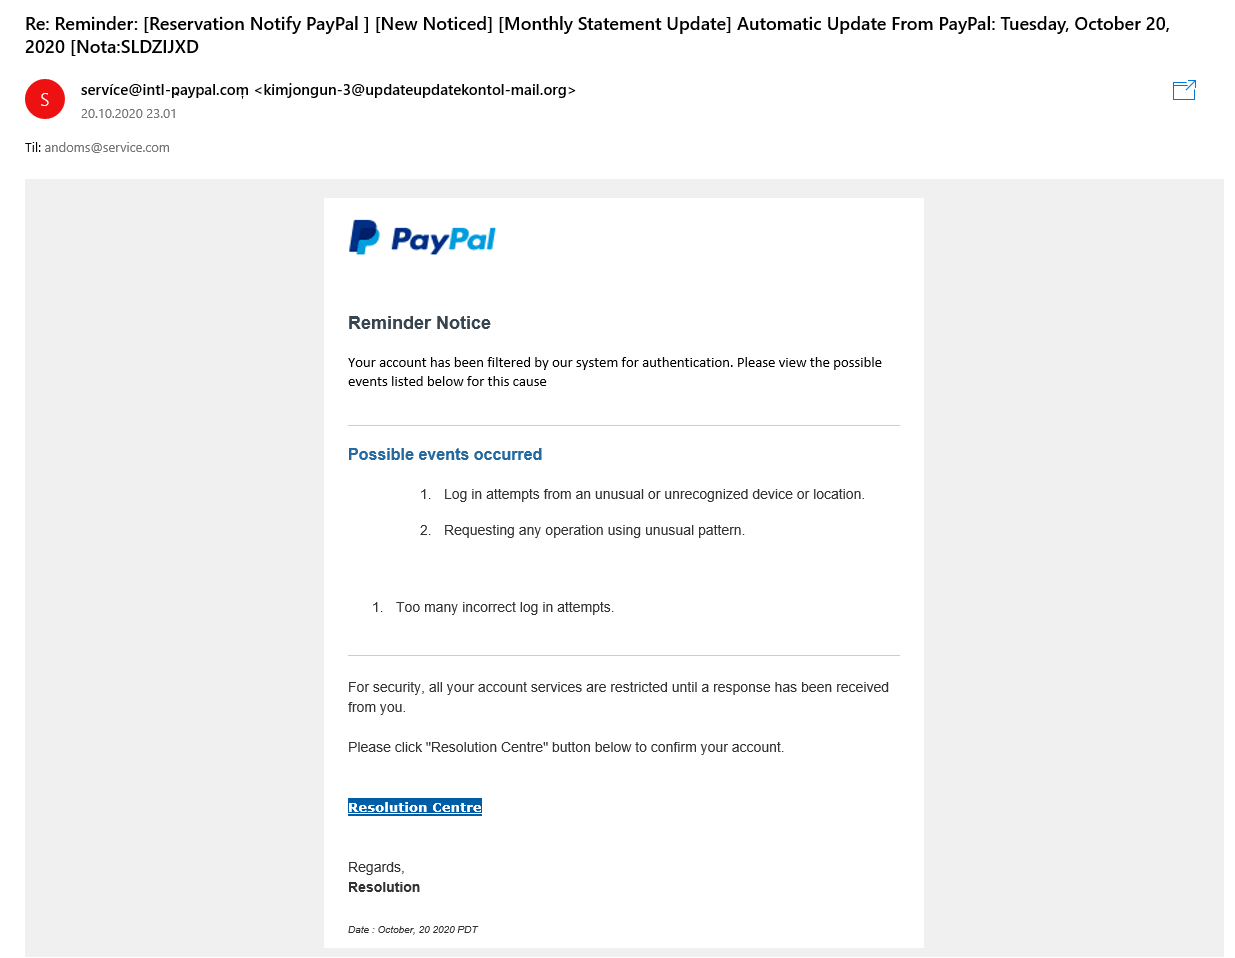 Re: Reminder: [Reservation Notify PayPal ] [New Noticed] [Monthly Statement Update] Automatic Update From PayPal: Tuesday, October 20,
2020 [Nota:SLDZIJXD
S
servíce@intl-p̣aypal.coṃ <kimjongun-3@updateupdatekontol-mail.org>
20.10.2020 23.01
Til: andoms@service.com
PayPal
Reminder Notice
Your account has been filtered by our system for authentication. Please view the possible
events listed below for this cause
Possible events occurred
1. Log in attempts from an unusual or unrecognized device or location.
2. Requesting any operation using unusual pattern.
1. Too many incorrect log in attempts.
For security, all your account services are restricted until a response has been received
from you.
Please click "Resolution Centre" button below to confirm your account.
Resolution Centre
Regards,
Resolution
Date : October, 20 2020 PDT